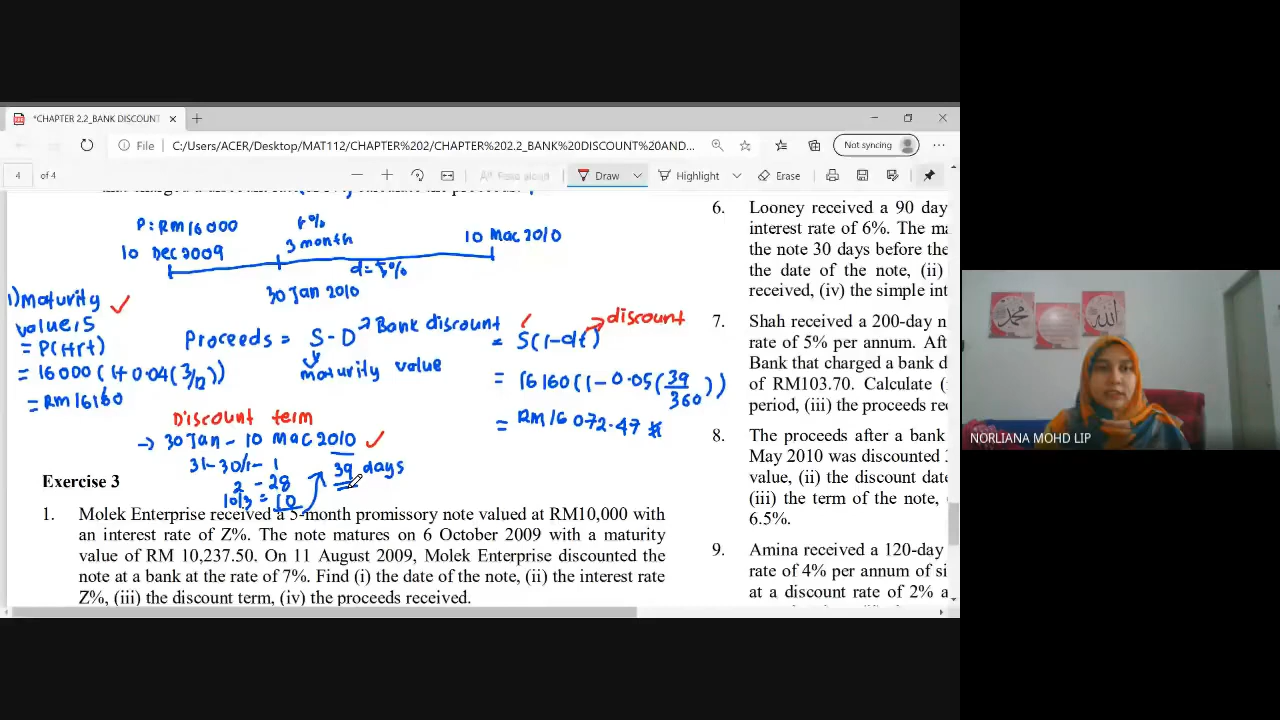 *CHAPTER 2.2_BANK DISCOUNT
File
C:/Users/ACER/Desktop/MAT112/CHAPTER%202/CHAPTER%202.2_BANK%20DISCOUNT%20AND...
Not syncing
4 of 4
Draw
Highlight
Erase
P: RM16000
r%
3 month
10 Dec 2009
10 Mac 2010
d=5%
30 Jan 2010
1) Maturity
value, S
= P(1+rt)
= 16000(1+0.04(3/12))
= RM16160
Proceeds = S - D → Bank discount
maturity value
discount
= S(1-dt)
= 16160(1-0.05(39/360))
= RM16072.47
Discount term
→ 30 Jan - 10 Mac 2010
31-30/1- 1
2 - 28
10/3 = 10
39 days
Exercise 3
1. Molek Enterprise received a 5-month promissory note valued at RM10,000 with
an interest rate of Z%. The note matures on 6 October 2009 with a maturity
value of RM 10,237.50. On 11 August 2009, Molek Enterprise discounted the
note at a bank at the rate of 7%. Find (i) the date of the note, (ii) the interest rate
Z%, (iii) the discount term, (iv) the proceeds received.
6. Looney received a 90 day
interest rate of 6%. The ma
the note 30 days before the
the date of the note, (ii)
received, (iv) the simple int
7. Shah received a 200-day n
rate of 5% per annum. Af
Bank that charged a bank d
of RM103.70. Calculate (
period, (iii) the proceeds re
8. The proceeds after a bank
May 2010 was discounted 3
value, (ii) the discount date
(iii) the term of the note,
6.5%.
9. Amina received a 120-day
rate of 4% per annum of si
at a discount rate of 2% a
NORLIANA MOHD LIP